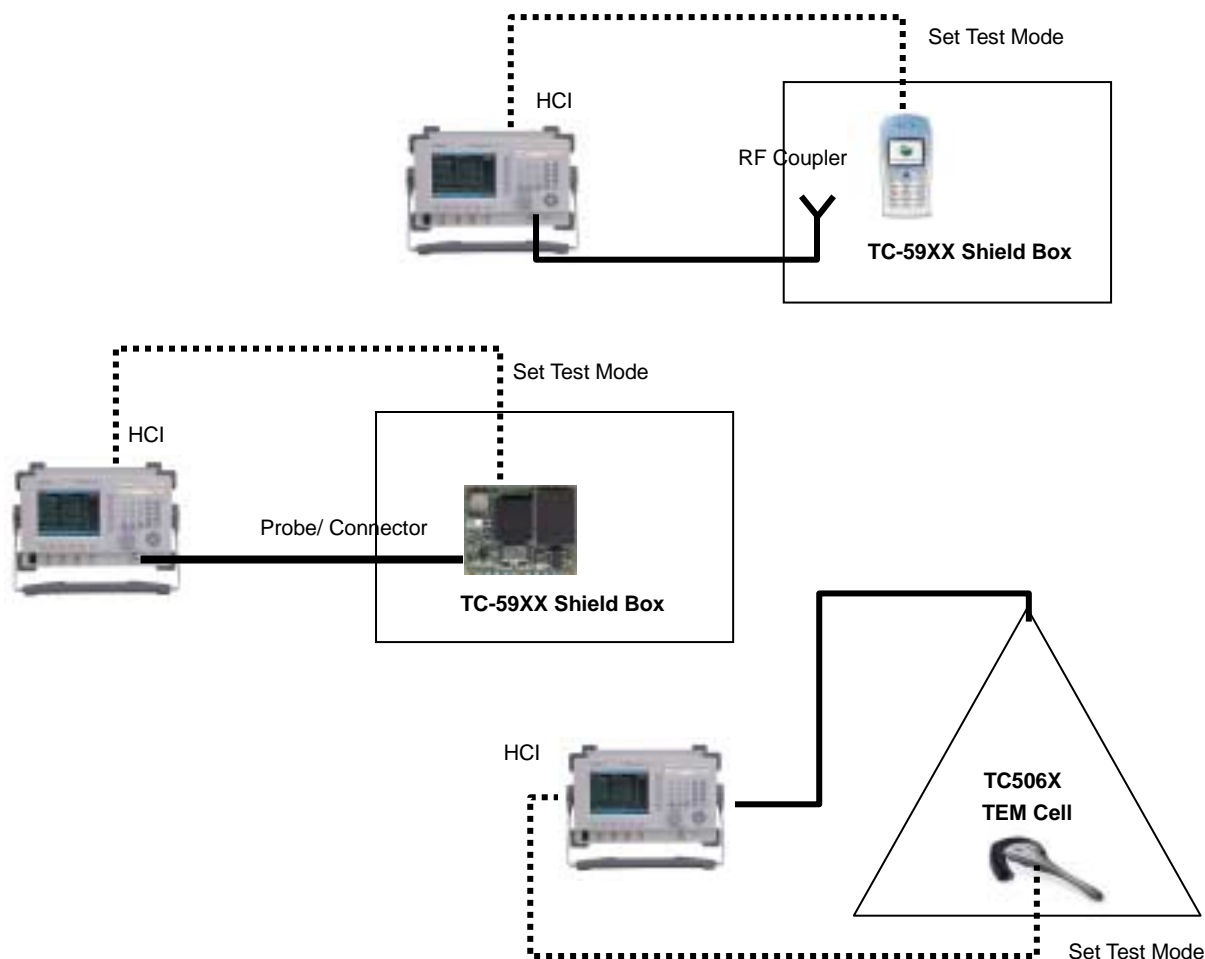 Set Test Mode
HCI
RF Coupler
TC-59XX Shield Box
Set Test Mode
HCI
Probe/ Connector
TC-59XX Shield Box
HCI
TC506X
TEM Cell
Set Test Mode